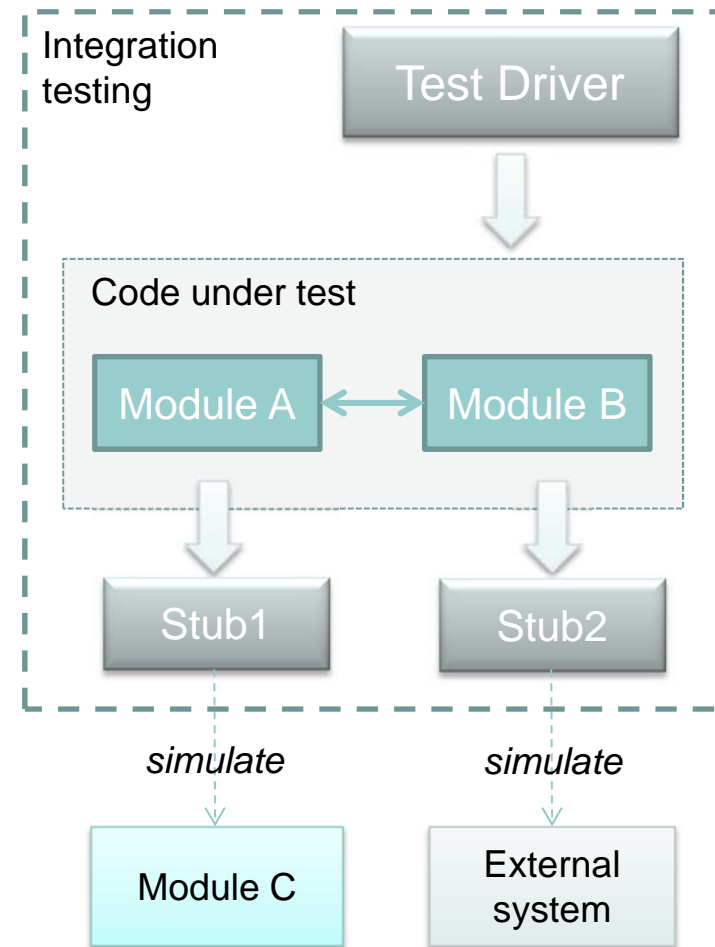 Integration
testing
Test Driver
Code under test
Module A
Module B
Stub1
Stub2
simulate
simulate
Module C
External
system